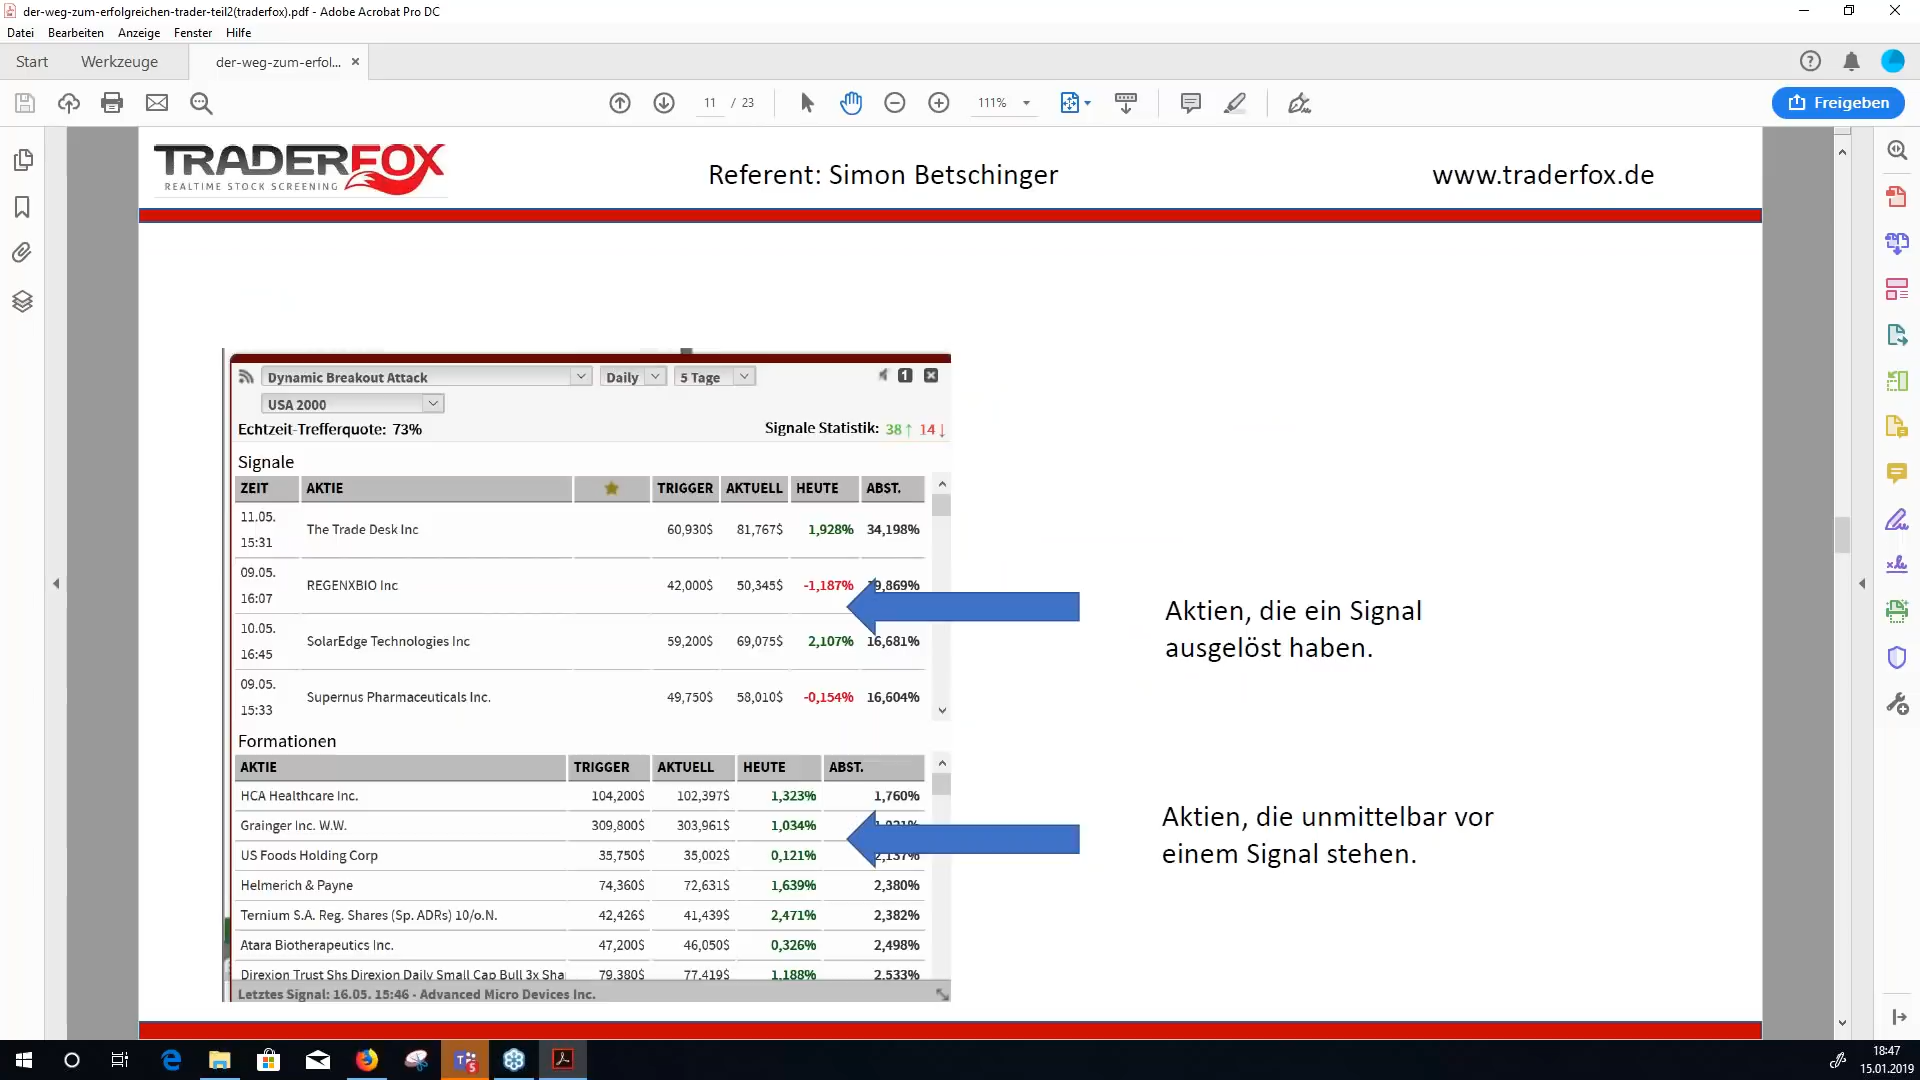 der-weg-zum-erfolgreichen-trader-teil2(traderfox).pdf - Adobe Acrobat Pro DC
Datei Bearbeiten Anzeige Fenster Hilfe
Start Werkzeuge der-weg-zum-erfol...
11 / 23 111% Freigeben
TRADERFOX
REALTIME STOCK SCREENING
Referent: Simon Betschinger
www.traderfox.de
Dynamic Breakout Attack Daily 5 Tage 1
USA 2000
Echtzeit-Trefferquote: 73% Signale Statistik: 38↑ 14↓
Signale
ZEIT AKTIE TRIGGER AKTUELL HEUTE ABST.
11.05. 15:31 The Trade Desk Inc 60,930$ 81,767$ 1,928% 34,198%
09.05. 16:07 REGENXBIO Inc 42,000$ 50,345$ -1,187% 9,869%
10.05. 16:45 SolarEdge Technologies Inc 59,200$ 69,075$ 2,107% 16,681%
09.05. 15:33 Supernus Pharmaceuticals Inc. 49,750$ 58,010$ -0,154% 16,604%
Aktien, die ein Signal
ausgelöst haben.
Formationen
AKTIE TRIGGER AKTUELL HEUTE ABST.
HCA Healthcare Inc. 104,200$ 102,397$ 1,323% 1,760%
Grainger Inc. W.W. 309,800$ 303,961$ 1,034%
US Foods Holding Corp 35,750$ 35,002$ 0,121% 2,137%
Helmerich & Payne 74,360$ 72,631$ 1,639% 2,380%
Ternium S.A. Reg. Shares (Sp. ADRs) 10/o.N. 42,426$ 41,439$ 2,471% 2,382%
Atara Biotherapeutics Inc. 47,200$ 46,050$ 0,326% 2,498%
Direxion Trust Shs Direxion Daily Small Cap Bull 3x Sha 79,380$ 77,419$ 1,188% 2,533%
Letztes Signal: 16.05. 15:46 - Advanced Micro Devices Inc.
Aktien, die unmittelbar vor
einem Signal stehen.
18:47
15.01.2019